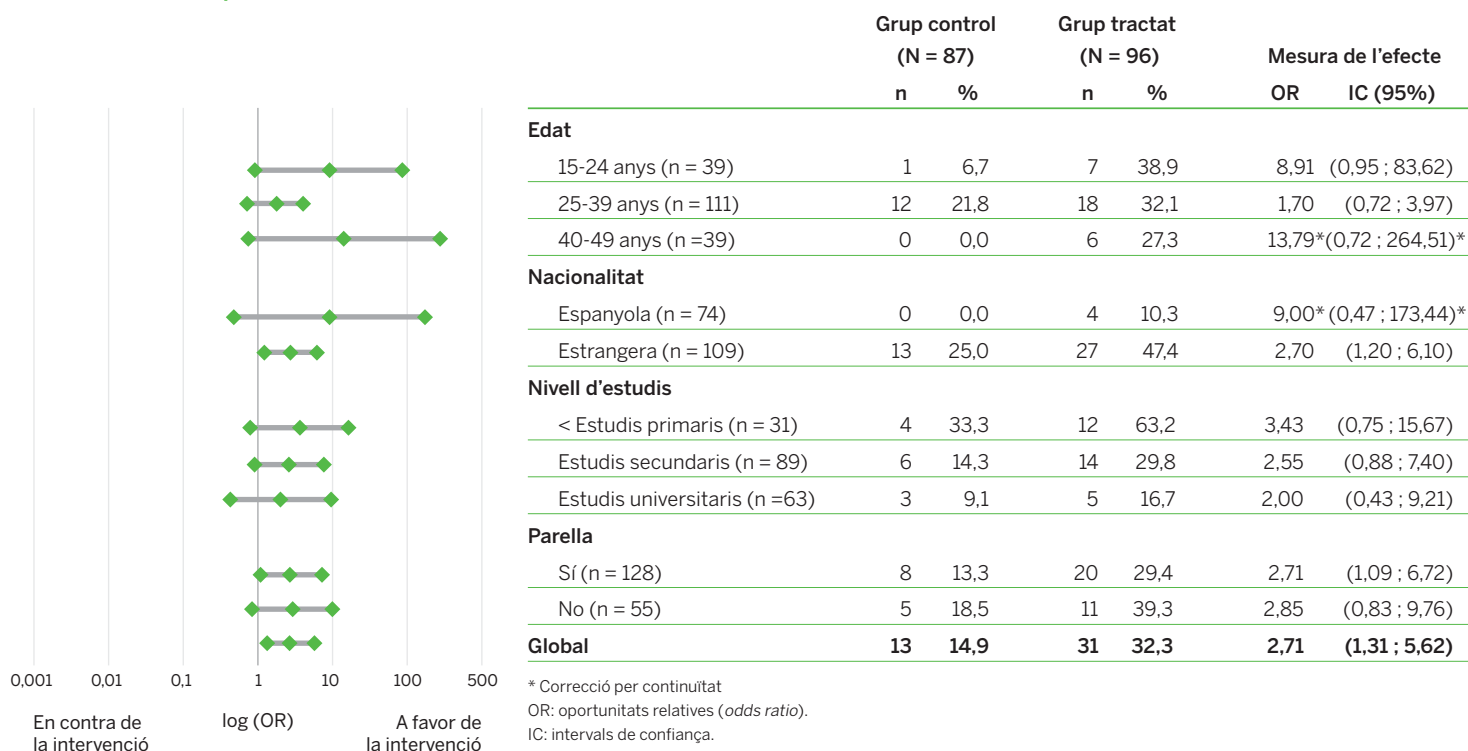 Grup control Grup tractat
(N = 87) (N = 96) Mesura de l'efecte
n % n % OR IC (95%)
Edat
15-24 anys (n = 39) 1 6,7 7 38,9 8,91 (0,95 ; 83,62)
25-39 anys (n = 111) 12 21,8 18 32,1 1,70 (0,72 ; 3,97)
40-49 anys (n =39) 0 0,0 6 27,3 13,79*(0,72 ; 264,51)*
Nacionalitat
Espanyola (n = 74) 0 0,0 4 10,3 9,00* (0,47 ; 173,44)*
Estrangera (n = 109) 13 25,0 27 47,4 2,70 (1,20 ; 6,10)
Nivell d'estudis
< Estudis primaris (n = 31) 4 33,3 12 63,2 3,43 (0,75 ; 15,67)
Estudis secundaris (n = 89) 6 14,3 14 29,8 2,55 (0,88 ; 7,40)
Estudis universitaris (n =63) 3 9,1 5 16,7 2,00 (0,43 ; 9,21)
Parella
Sí (n = 128) 8 13,3 20 29,4 2,71 (1,09 ; 6,72)
No (n = 55) 5 18,5 11 39,3 2,85 (0,83 ; 9,76)
Global 13 14,9 31 32,3 2,71 (1,31 ; 5,62)
0,001 0,01 0,1 1 10 100 500
En contra de
la intervenció
log (OR)
A favor de
la intervenció
* Correcció per continuïtat
OR: oportunitats relatives (odds ratio).
IC: intervals de confiança.